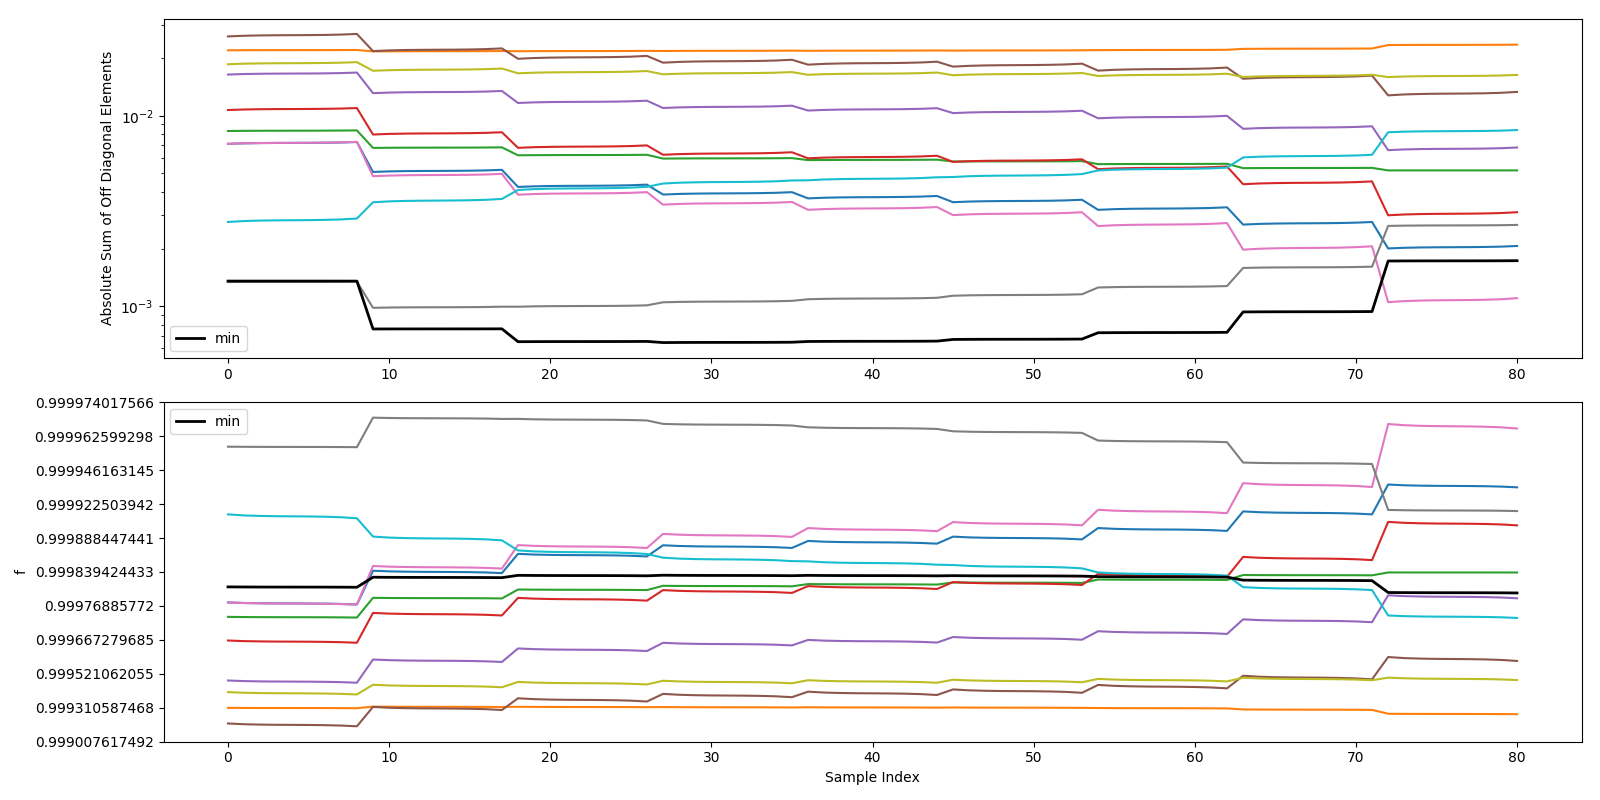 Absolute Sum of Off Diagonal Elements
10⁻²
10⁻³
min
0 10 20 30 40 50 60 70 80
f
0.999974017566
0.999962599298
0.999946163145
0.999922503942
0.999888447441
0.999839424433
0.99976885772
0.999667279685
0.999521062055
0.999310587468
0.999007617492
min
0 10 20 30 40 50 60 70 80
Sample Index